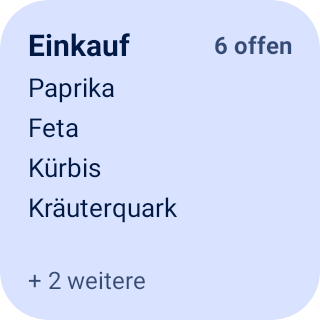 Einkauf 6 offen
Paprika
Feta
Kürbis
Kräuterquark
+ 2 weitere